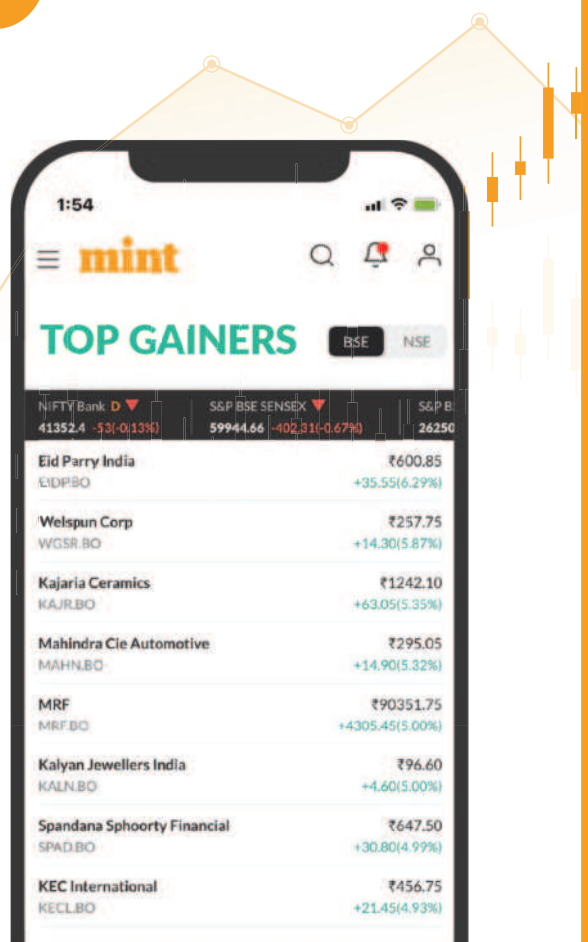 1:54
mint
TOP GAINERS
BSE NSE
NIFTY Bank D ▼ S&P BSE SENSEX ▼ S&P B
41352.4 -53(-0.13%) 59944.66 -402.31(-0.67%) 26250
Eid Parry India ₹600.85
EIDP.BO +35.55(6.29%)
Welspun Corp ₹257.75
WGSR.BO +14.30(5.87%)
Kajaria Ceramics ₹1242.10
KAJR.BO +63.05(5.35%)
Mahindra Cie Automotive ₹295.05
MAHN.BO +14.90(5.32%)
MRF ₹90351.75
MRF.BO +4305.45(5.00%)
Kalyan Jewellers India ₹96.60
KALN.BO +4.60(5.00%)
Spandana Sphoorty Financial ₹647.50
SPAD.BO +30.80(4.99%)
KEC International ₹456.75
KECL.BO +21.45(4.93%)